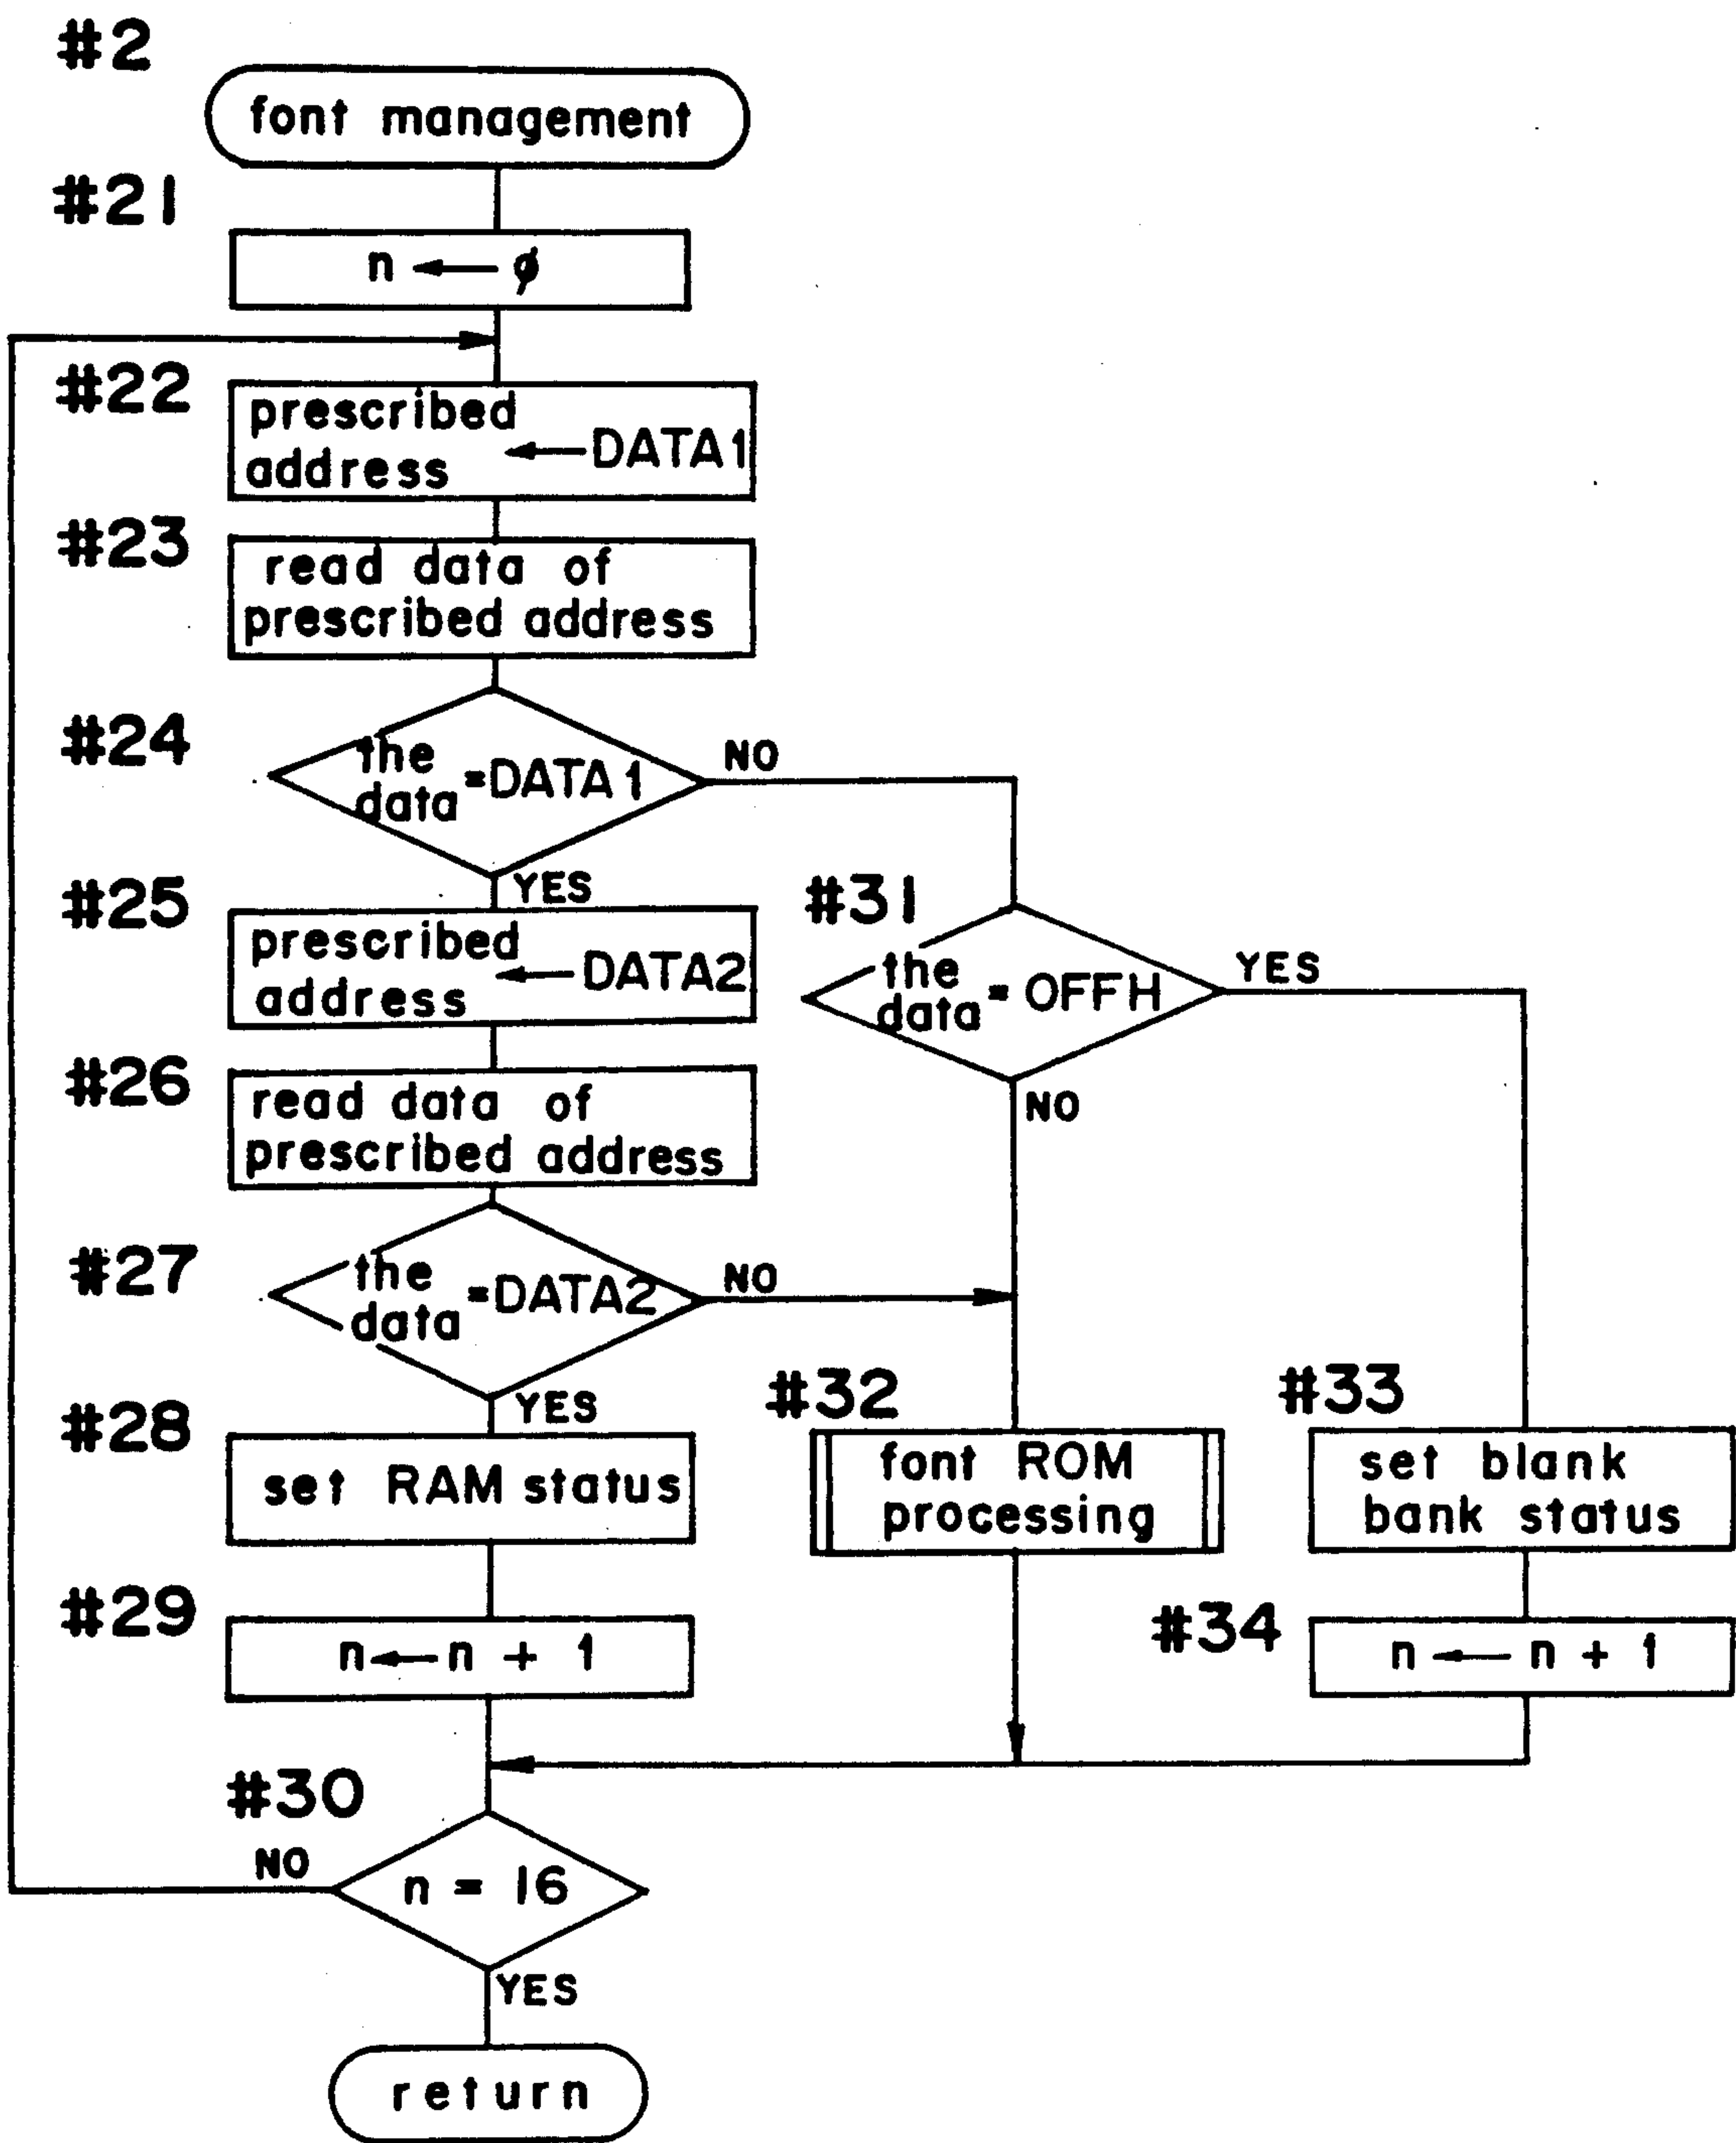 #2
font management
#21
n ← φ
#22
prescribed
address ← DATA1
#23
read data of
prescribed address
#24
the
data = DATA1
NO
YES
#25
prescribed
address ← DATA2
#31
the
data = OFFH
YES
NO
#26
read data of
prescribed address
#27
the
data = DATA2
NO
YES
#28
set RAM status
#32
font ROM
processing
#33
set blank
bank status
#29
n ← n + 1
#34
n ← n + 1
#30
NO
n = 16
YES
return